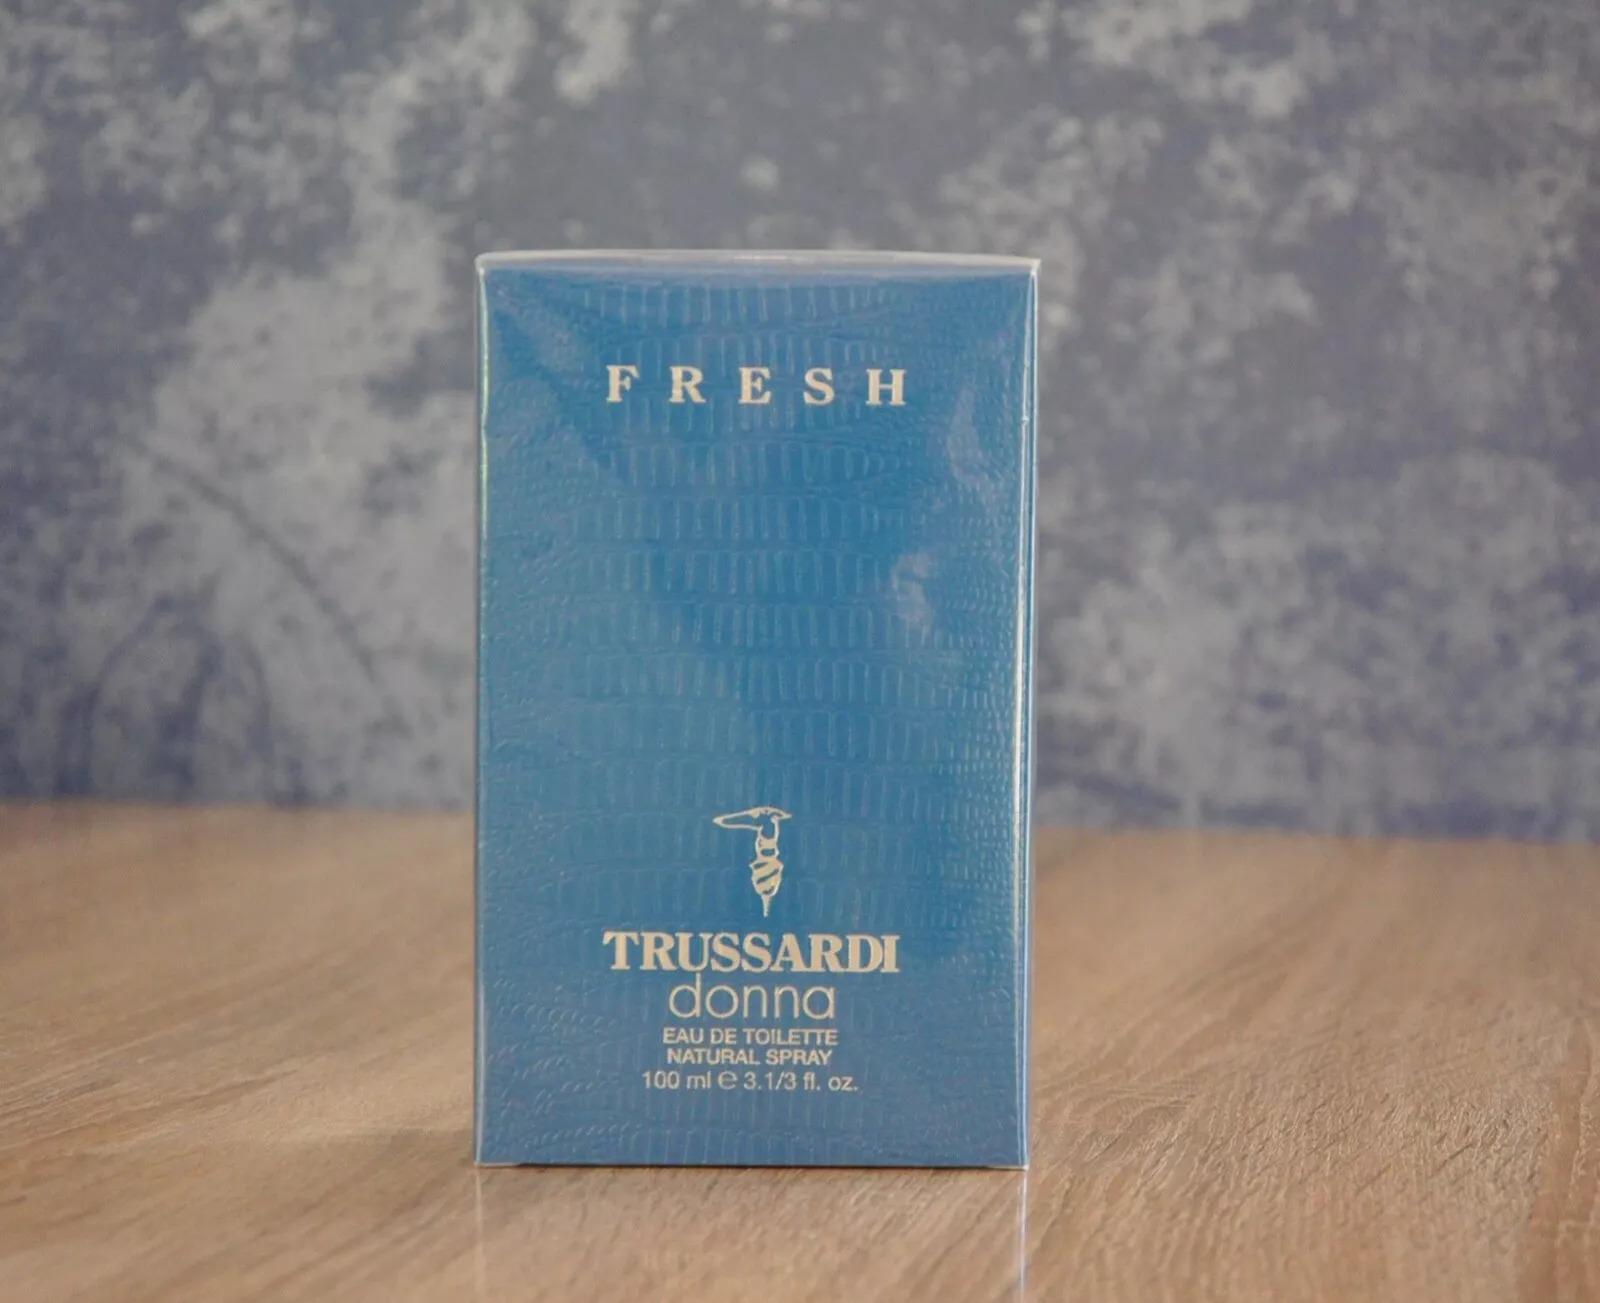 FRESH
TRUSSARDI
donna
EAU DE TOILETTE
NATURAL SPRAY
100 ml ℮ 3.1/3 fl. oz.